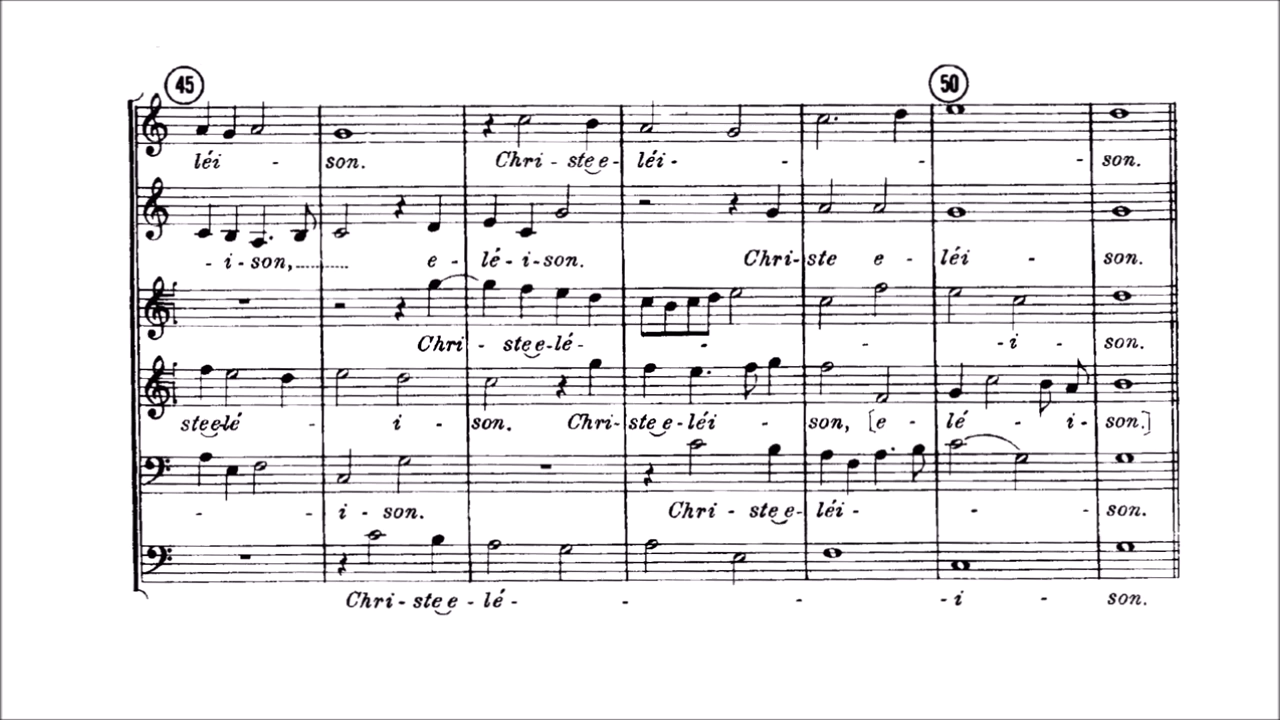 45 50
léi - son. Chri - ste e - léi - - - - son.
- i - son,........... e - lé - i - son. Chri - ste e - léi - son.
Chri - ste e - lé - - - - i - son.
ste e - lé - i - son. Chri - ste e - léi - son, [e - lé - i - son.]
- - i - son. Chri - ste e - léi - - - son.
Chri - ste e - lé - - - - i - son.